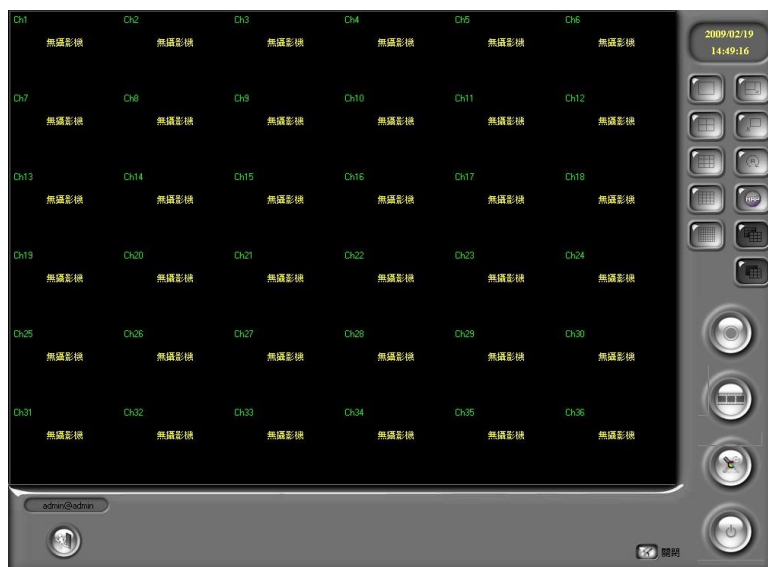 Ch1 Ch2 Ch3 Ch4 Ch5 Ch6
無攝影機 無攝影機 無攝影機 無攝影機 無攝影機 無攝影機
Ch7 Ch8 Ch9 Ch10 Ch11 Ch12
無攝影機 無攝影機 無攝影機 無攝影機 無攝影機 無攝影機
Ch13 Ch14 Ch15 Ch16 Ch17 Ch18
無攝影機 無攝影機 無攝影機 無攝影機 無攝影機 無攝影機
Ch19 Ch20 Ch21 Ch22 Ch23 Ch24
無攝影機 無攝影機 無攝影機 無攝影機 無攝影機 無攝影機
Ch25 Ch26 Ch27 Ch28 Ch29 Ch30
無攝影機 無攝影機 無攝影機 無攝影機 無攝影機 無攝影機
Ch31 Ch32 Ch33 Ch34 Ch35 Ch36
無攝影機 無攝影機 無攝影機 無攝影機 無攝影機 無攝影機
2009/02/19
14:49:16
MAP
admin@admin
關閉